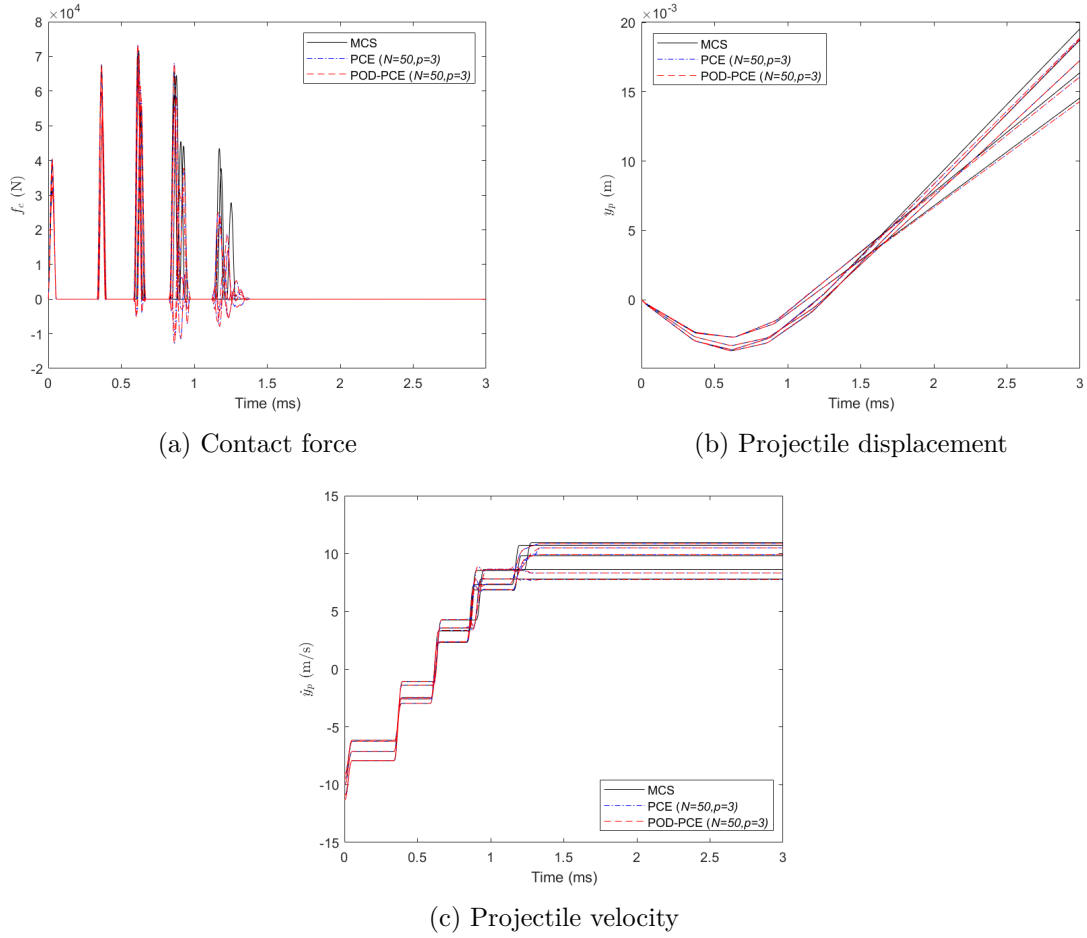 ×10⁴
8
7
6
5
4
3
2
1
0
-1
-2
f_c (N)
0 0.5 1 1.5 2 2.5 3
Time (ms)
MCS
PCE (N=50,p=3)
POD-PCE (N=50,p=3)
(a) Contact force
20 ×10⁻³
15
10
5
0
-5
y_p (m)
0 0.5 1 1.5 2 2.5 3
Time (ms)
MCS
PCE (N=50,p=3)
POD-PCE (N=50,p=3)
(b) Projectile displacement
15
10
5
0
-5
-10
-15
ẏ_p (m/s)
0 0.5 1 1.5 2 2.5 3
Time (ms)
MCS
PCE (N=50,p=3)
POD-PCE (N=50,p=3)
(c) Projectile velocity